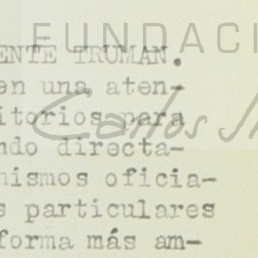 FUNDACI
ENTE TRUMAN.
en una aten-
itorios para
Carlos
ndo directa-
nismos oficia-
s particulares
forma más am-